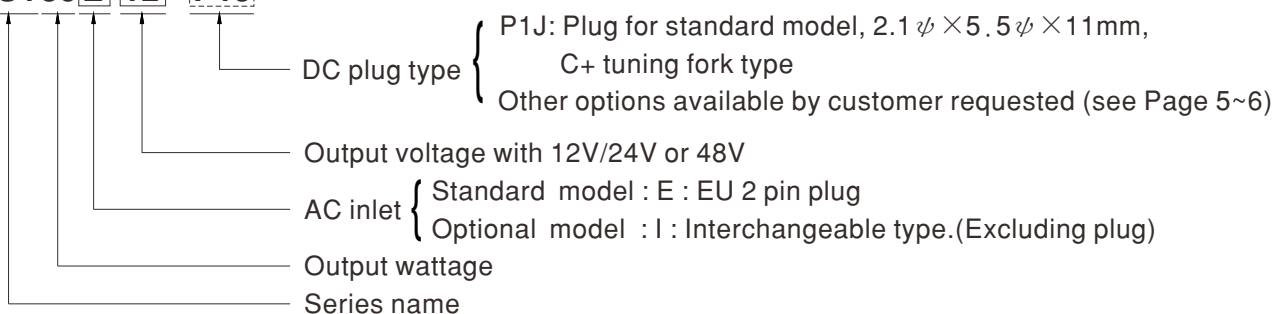 P1J: Plug for standard model, 2.1ψ×5.5ψ×11mm,
DC plug type
C+ tuning fork type
Other options available by customer requested (see Page 5~6)
Output voltage with 12V/24V or 48V
Standard model : E : EU 2 pin plug
AC inlet
Optional model : I : Interchangeable type.(Excluding plug)
Output wattage
Series name